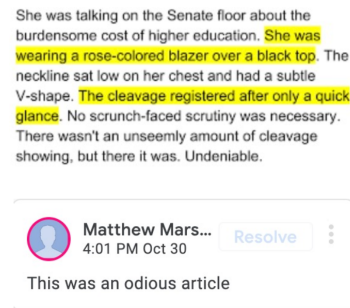 She was talking on the Senate floor about the
burdensome cost of higher education. She was
wearing a rose-colored blazer over a black top. The
neckline sat low on her chest and had a subtle
V-shape. The cleavage registered after only a quick
glance. No scrunch-faced scrutiny was necessary.
There wasn't an unseemly amount of cleavage
showing, but there it was. Undeniable.
Matthew Mars...
Resolve
4:01 PM Oct 30
This was an odious article